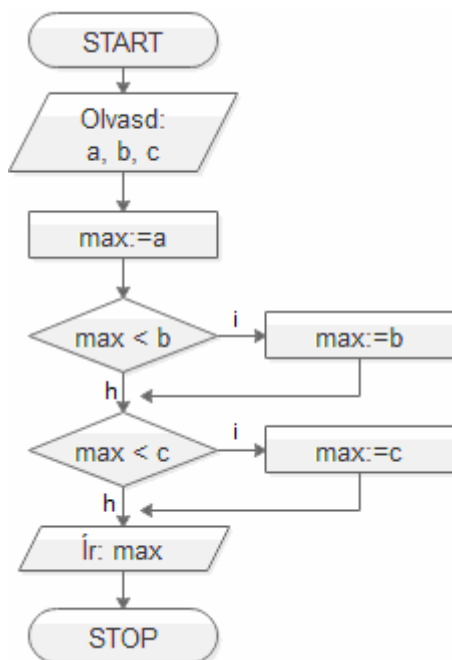 START
Olvasd:
a, b, c
max:=a
max < b
i
max:=b
h
max < c
i
max:=c
h
Ír: max
STOP